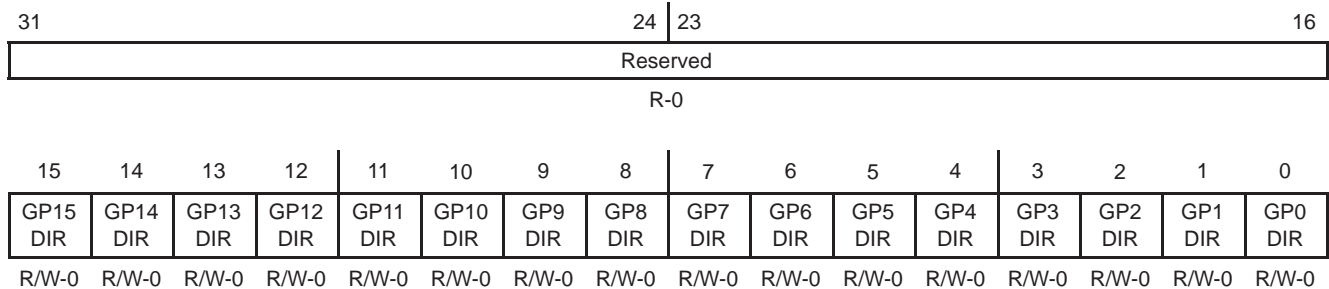 31 24 23 16
Reserved
R-0
15 14 13 12 11 10 9 8 7 6 5 4 3 2 1 0
GP15 GP14 GP13 GP12 GP11 GP10 GP9 GP8 GP7 GP6 GP5 GP4 GP3 GP2 GP1 GP0
DIR DIR DIR DIR DIR DIR DIR DIR DIR DIR DIR DIR DIR DIR DIR DIR
R/W-0 R/W-0 R/W-0 R/W-0 R/W-0 R/W-0 R/W-0 R/W-0 R/W-0 R/W-0 R/W-0 R/W-0 R/W-0 R/W-0 R/W-0 R/W-0